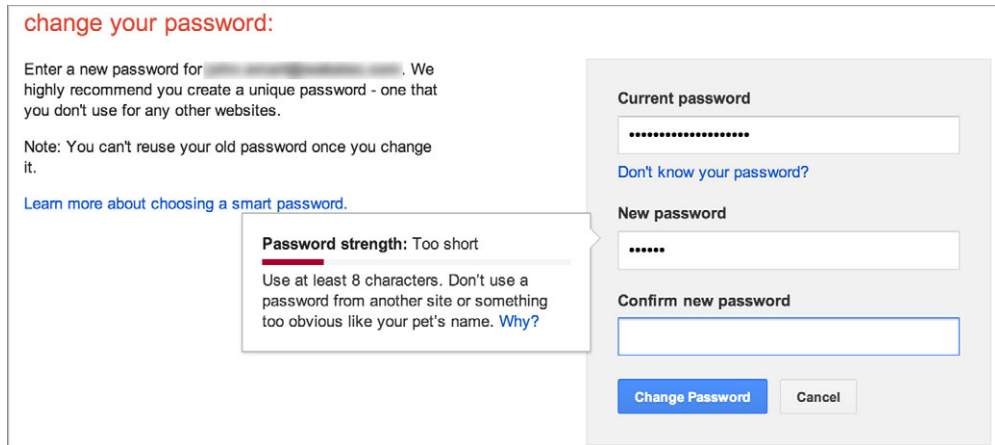 change your password:
Enter a new password for . We
highly recommend you create a unique password - one that
you don't use for any other websites.
Note: You can't reuse your old password once you change
it.
Learn more about choosing a smart password.
Password strength: Too short
Use at least 8 characters. Don't use a
password from another site or something
too obvious like your pet's name. Why?
Current password
••••••••••••••••••••
Don't know your password?
New password
••••••
Confirm new password
Change Password
Cancel